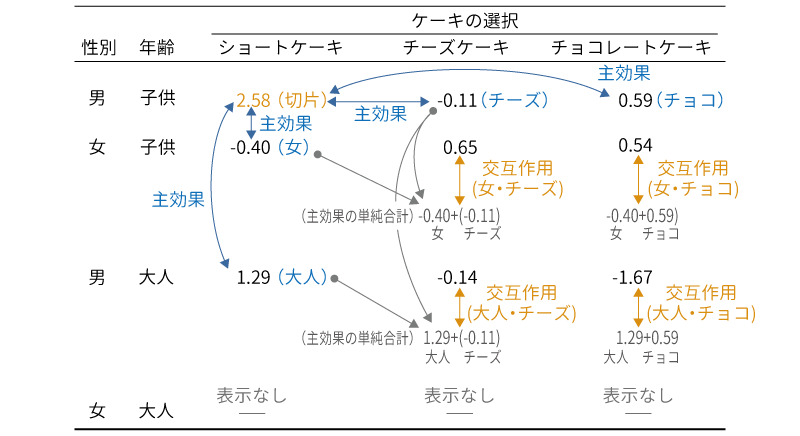 ケーキの選択
性別 年齢 ショートケーキ チーズケーキ チョコレートケーキ
主効果
男 子供 2.58（切片） -0.11（チーズ） 0.59（チョコ）
主効果 主効果
女 子供 -0.40（女） 0.65 0.54
交互作用 交互作用
(女・チーズ) (女・チョコ)
主効果
（主効果の単純合計） -0.40+(-0.11) -0.40+0.59)
女 チーズ 女 チョコ
男 大人 1.29（大人） -0.14 -1.67
交互作用 交互作用
(大人・チーズ) (大人・チョコ)
（主効果の単純合計） 1.29+(-0.11) 1.29+0.59
大人 チーズ 大人 チョコ
表示なし 表示なし 表示なし
女 大人 ── ── ──